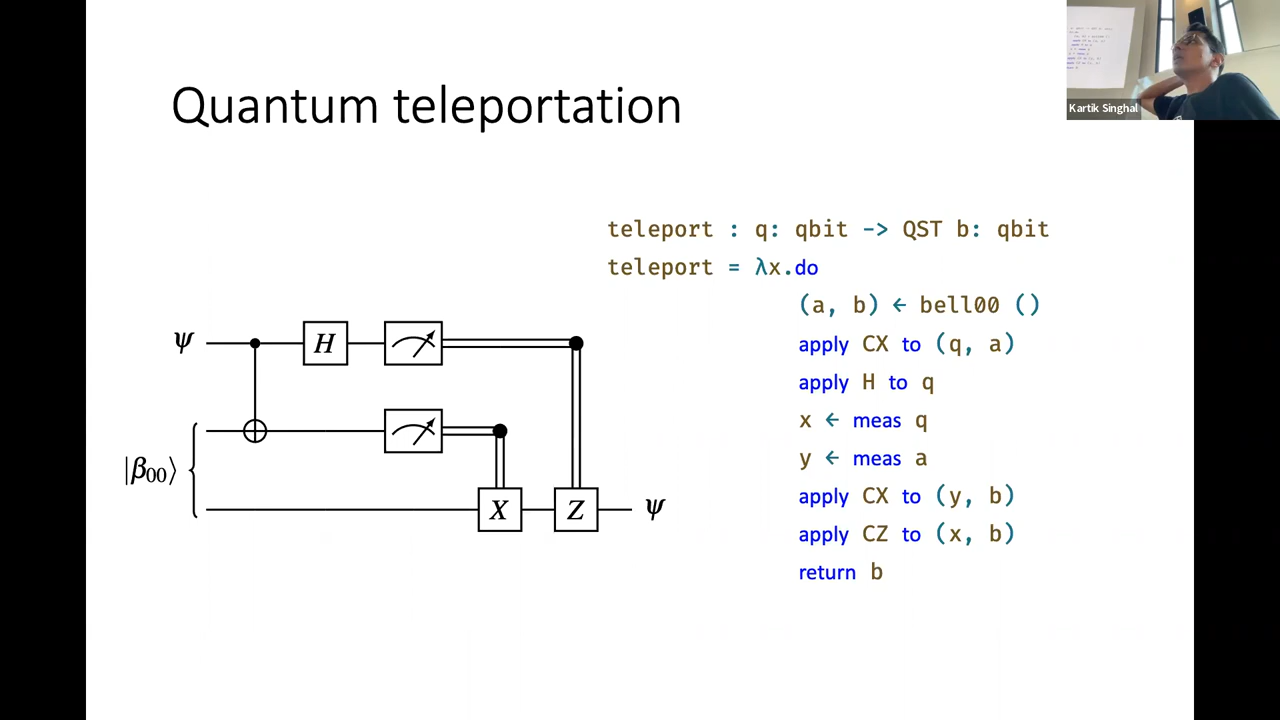 Quantum teleportation
Kartik Singhal
teleport : q: qbit -> QST b: qbit
teleport = λx.do
(a, b) ← bell00 ()
apply CX to (q, a)
apply H to q
x ← meas q
y ← meas a
apply CX to (y, b)
apply CZ to (x, b)
return b
ψ
H
|β00⟩
X
Z
ψ